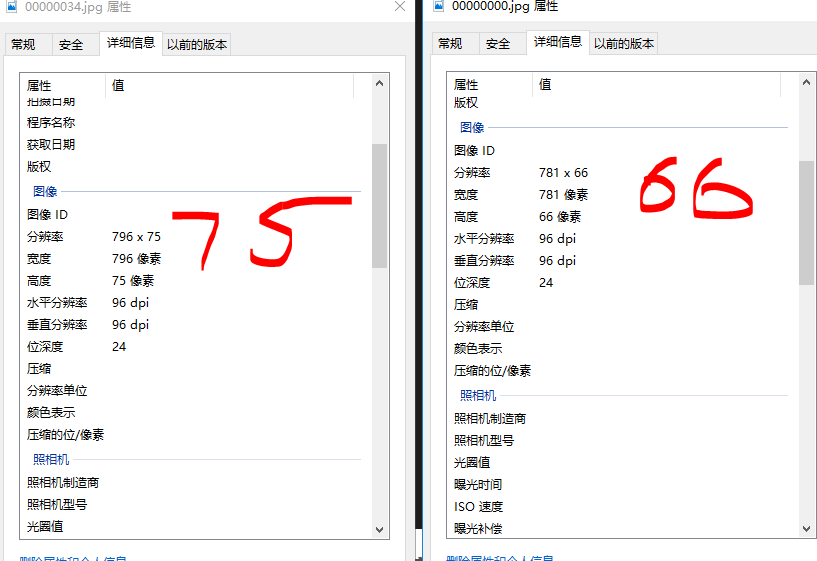 00000034.jpg 属性
常规 安全 详细信息 以前的版本
属性 值
拍摄日期
程序名称
获取日期
版权
图像
图像 ID
分辨率 796 x 75
宽度 796 像素
高度 75 像素
水平分辨率 96 dpi
垂直分辨率 96 dpi
位深度 24
压缩
分辨率单位
颜色表示
压缩的位/像素
照相机
照相机制造商
照相机型号
光圈值
删除属性和个人信息
75
00000000.jpg 属性
常规 安全 详细信息 以前的版本
属性 值
版权
图像
图像 ID
分辨率 781 x 66
宽度 781 像素
高度 66 像素
水平分辨率 96 dpi
垂直分辨率 96 dpi
位深度 24
压缩
分辨率单位
颜色表示
压缩的位/像素
照相机
照相机制造商
照相机型号
光圈值
曝光时间
ISO 速度
曝光补偿
删除属性和个人信息
66